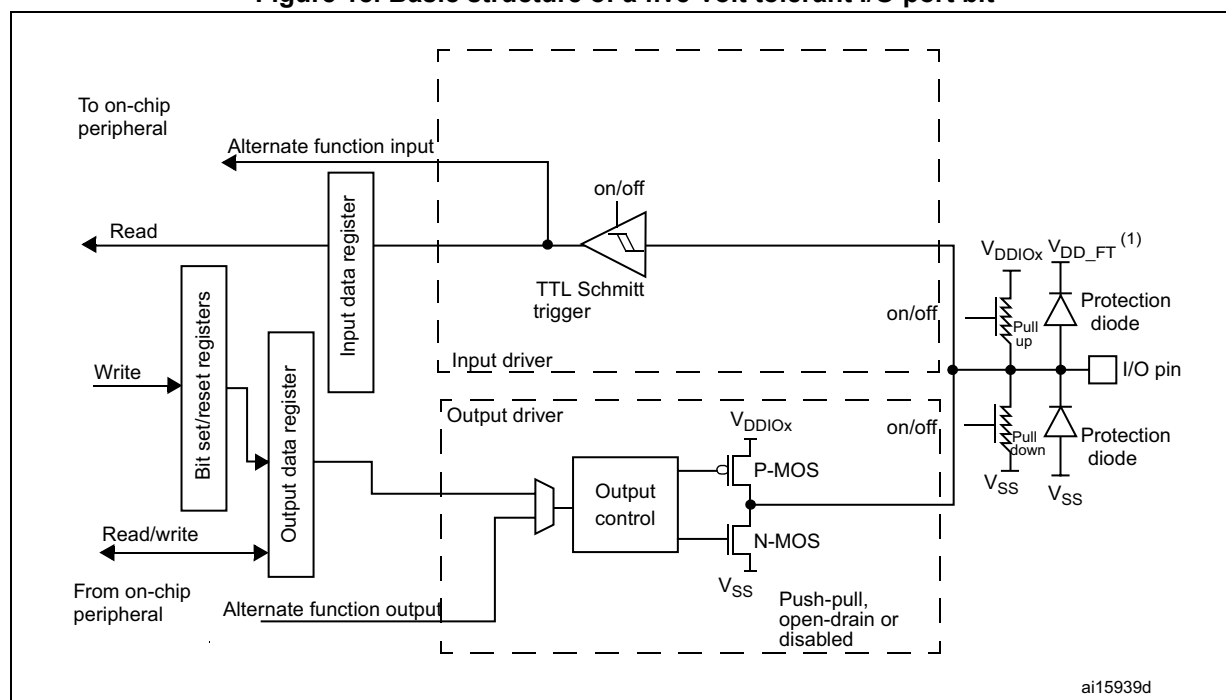 Figure 18. Basic structure of a five-volt tolerant I/O port bit
To on-chip
peripheral
Alternate function input
on/off
Read
Input data register
TTL Schmitt
trigger
VDDIOx
VDD_FT (1)
on/off
Pull
up
Protection
diode
Input driver
I/O pin
Write
Bit set/reset registers
Output data register
Output driver
VDDIOx
on/off
Pull
down
Protection
diode
P-MOS
VSS
VSS
Output
control
Read/write
N-MOS
VSS
From on-chip
peripheral
Alternate function output
Push-pull,
open-drain or
disabled
ai15939d